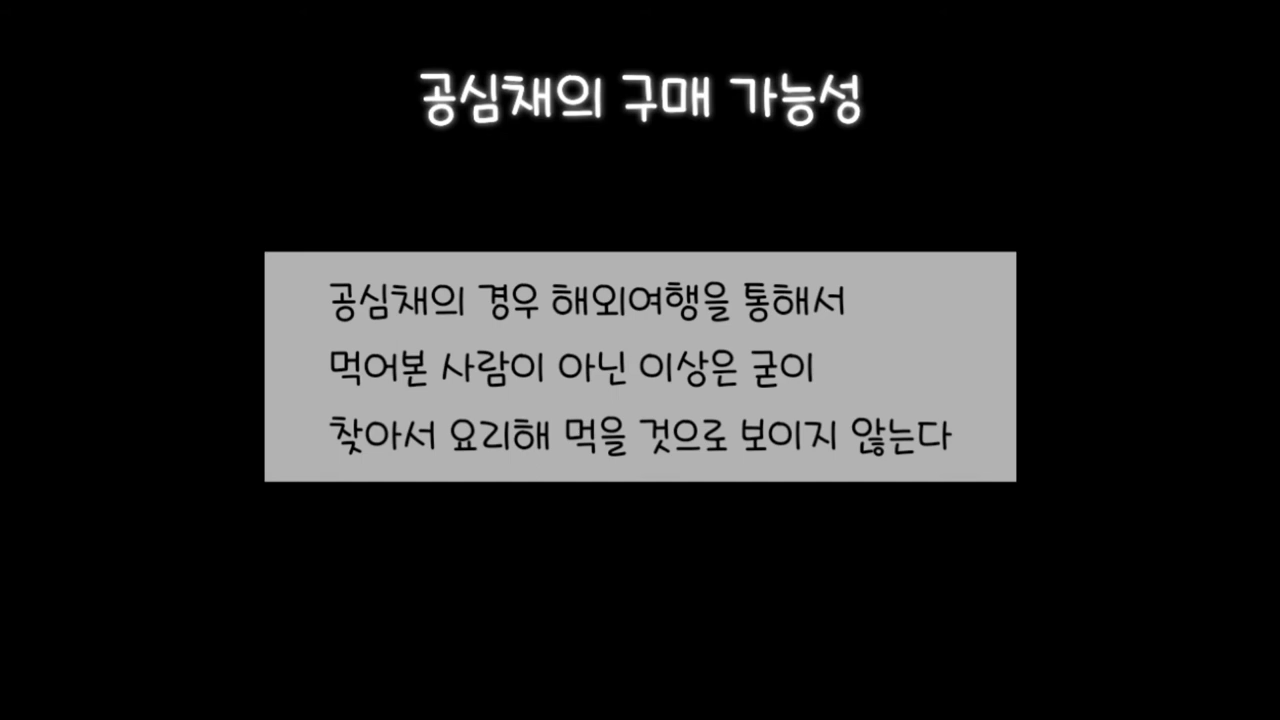 공심채의 구매 가능성
공심채의 경우 해외여행을 통해서
먹어본 사람이 아닌 이상은 굳이
찾아서 요리해 먹을 것으로 보이지 않는다